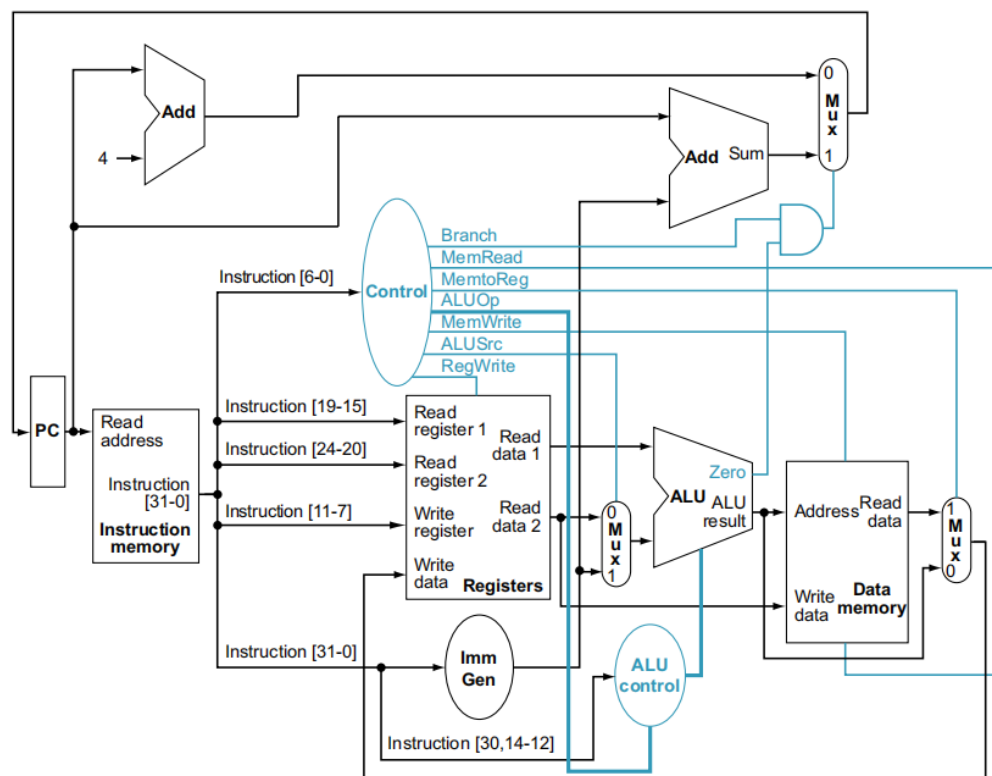 Add
4
Add Sum
0
M
u
x
1
Branch
MemRead
MemtoReg
ALUOp
MemWrite
ALUSrc
RegWrite
Control
Instruction [6-0]
PC
Read
address
Instruction
[31-0]
Instruction
memory
Instruction [19-15]
Instruction [24-20]
Instruction [11-7]
Read
register 1
Read
register 2
Write
register
Write
data
Read
data 1
Read
data 2
Registers
0
M
u
x
1
Zero
ALU
ALU
result
Address
Read
data
Write
data
Data
memory
1
M
u
x
0
Instruction [31-0]
Imm
Gen
ALU
control
Instruction [30,14-12]